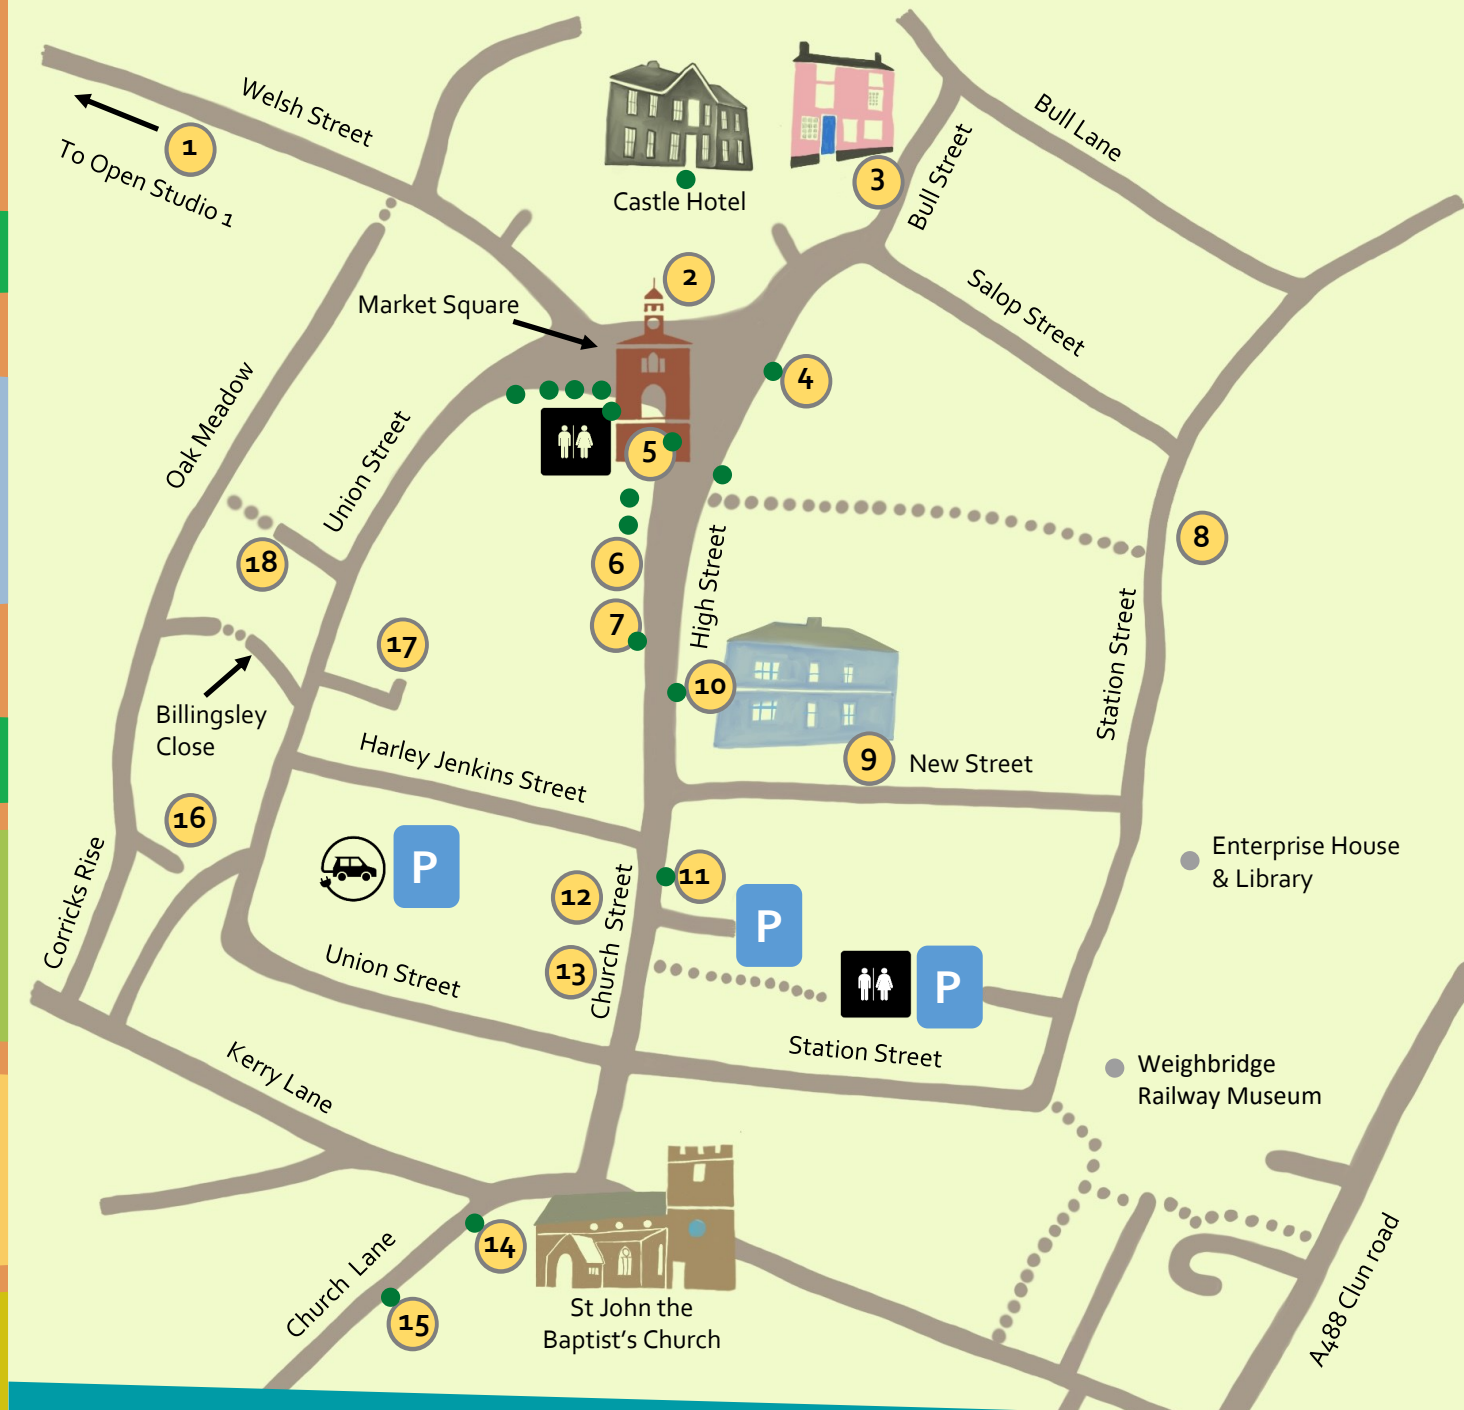 Welsh Street
Bull Lane
1
To Open Studio 1
3
Bull Street
Castle Hotel
2
Salop Street
Market Square
4
Oak Meadow
Union Street
5
High Street
6
8
18
7
17
10
Station Street
Billingsley
Close
Harley Jenkins Street
9
New Street
16
Enterprise House
& Library
Corricks Rise
P
11
12
Church Street
P
13
Union Street
P
Station Street
Kerry Lane
Weighbridge
Railway Museum
14
Church Lane
15
St John the
Baptist's Church
A488 Clun road